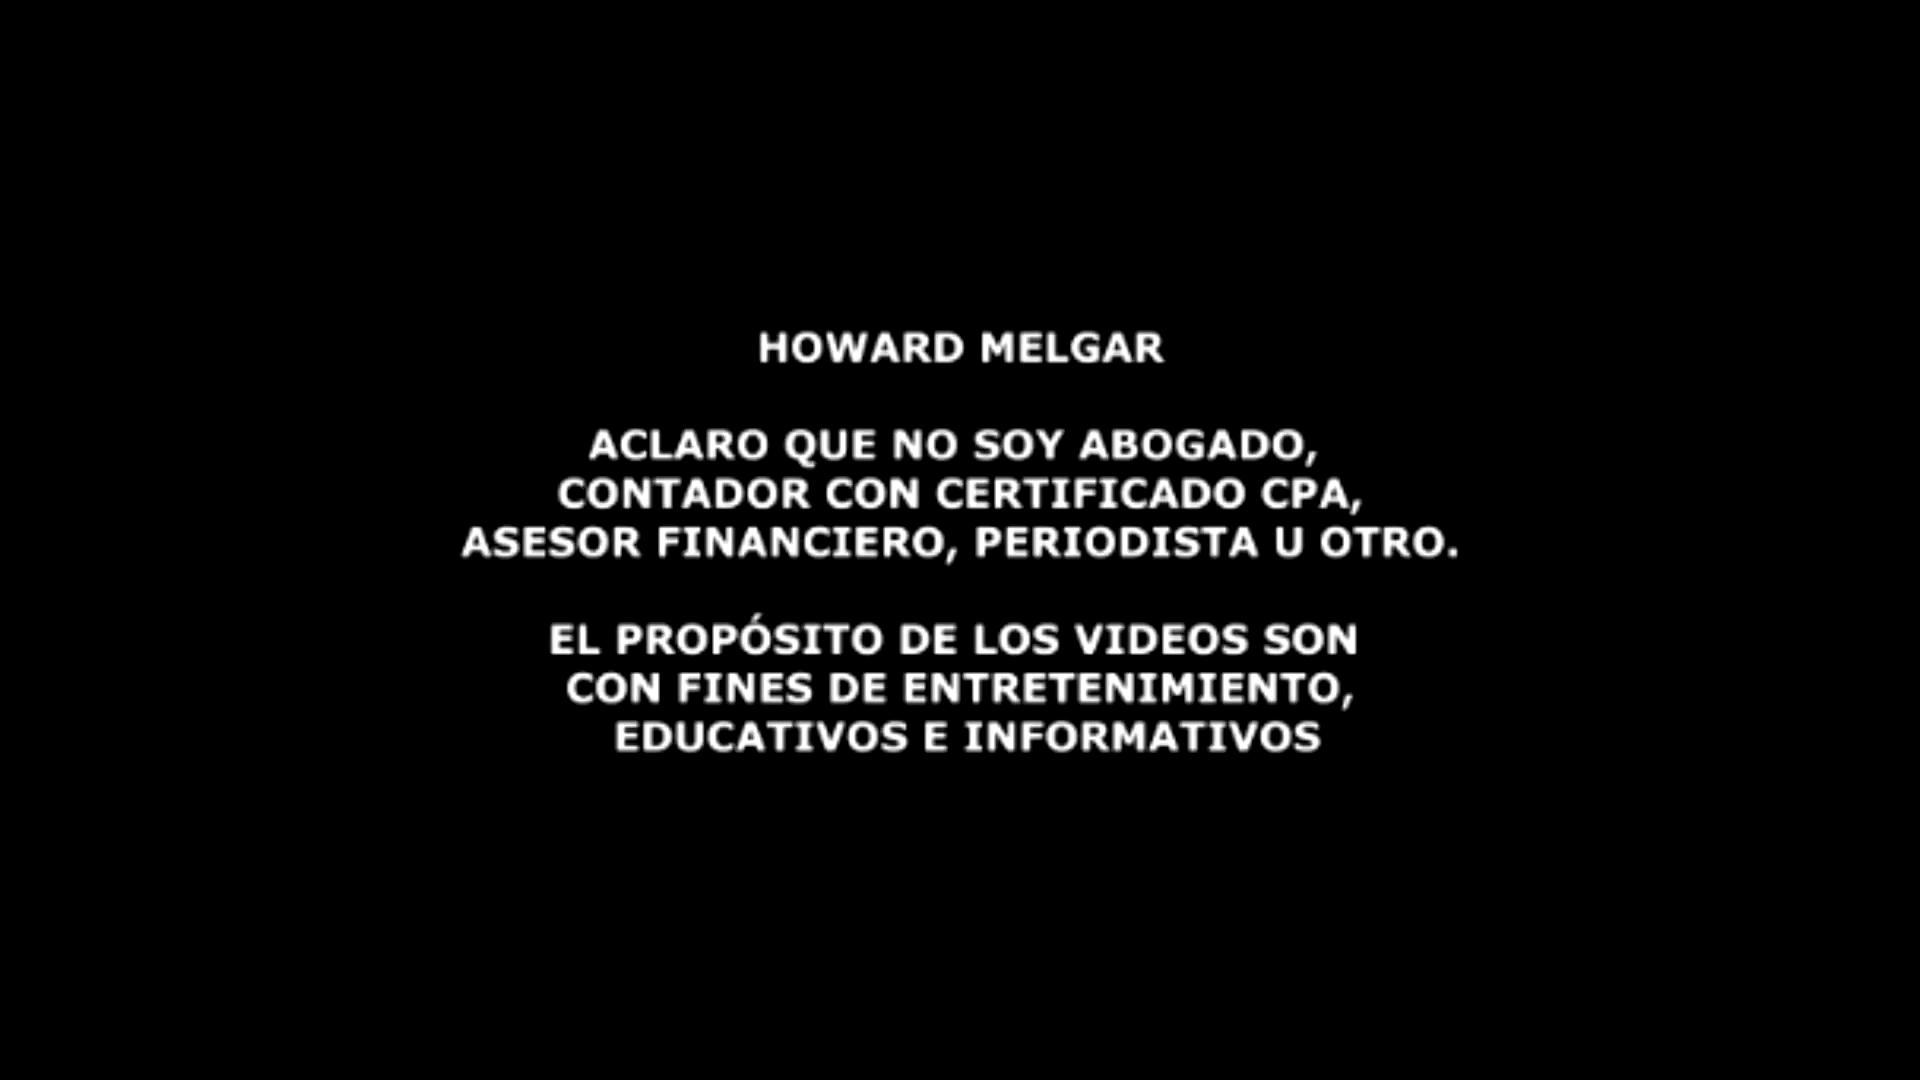 HOWARD MELGAR
ACLARO QUE NO SOY ABOGADO,
CONTADOR CON CERTIFICADO CPA,
ASESOR FINANCIERO, PERIODISTA U OTRO.
EL PROPÓSITO DE LOS VIDEOS SON
CON FINES DE ENTRETENIMIENTO,
EDUCATIVOS E INFORMATIVOS